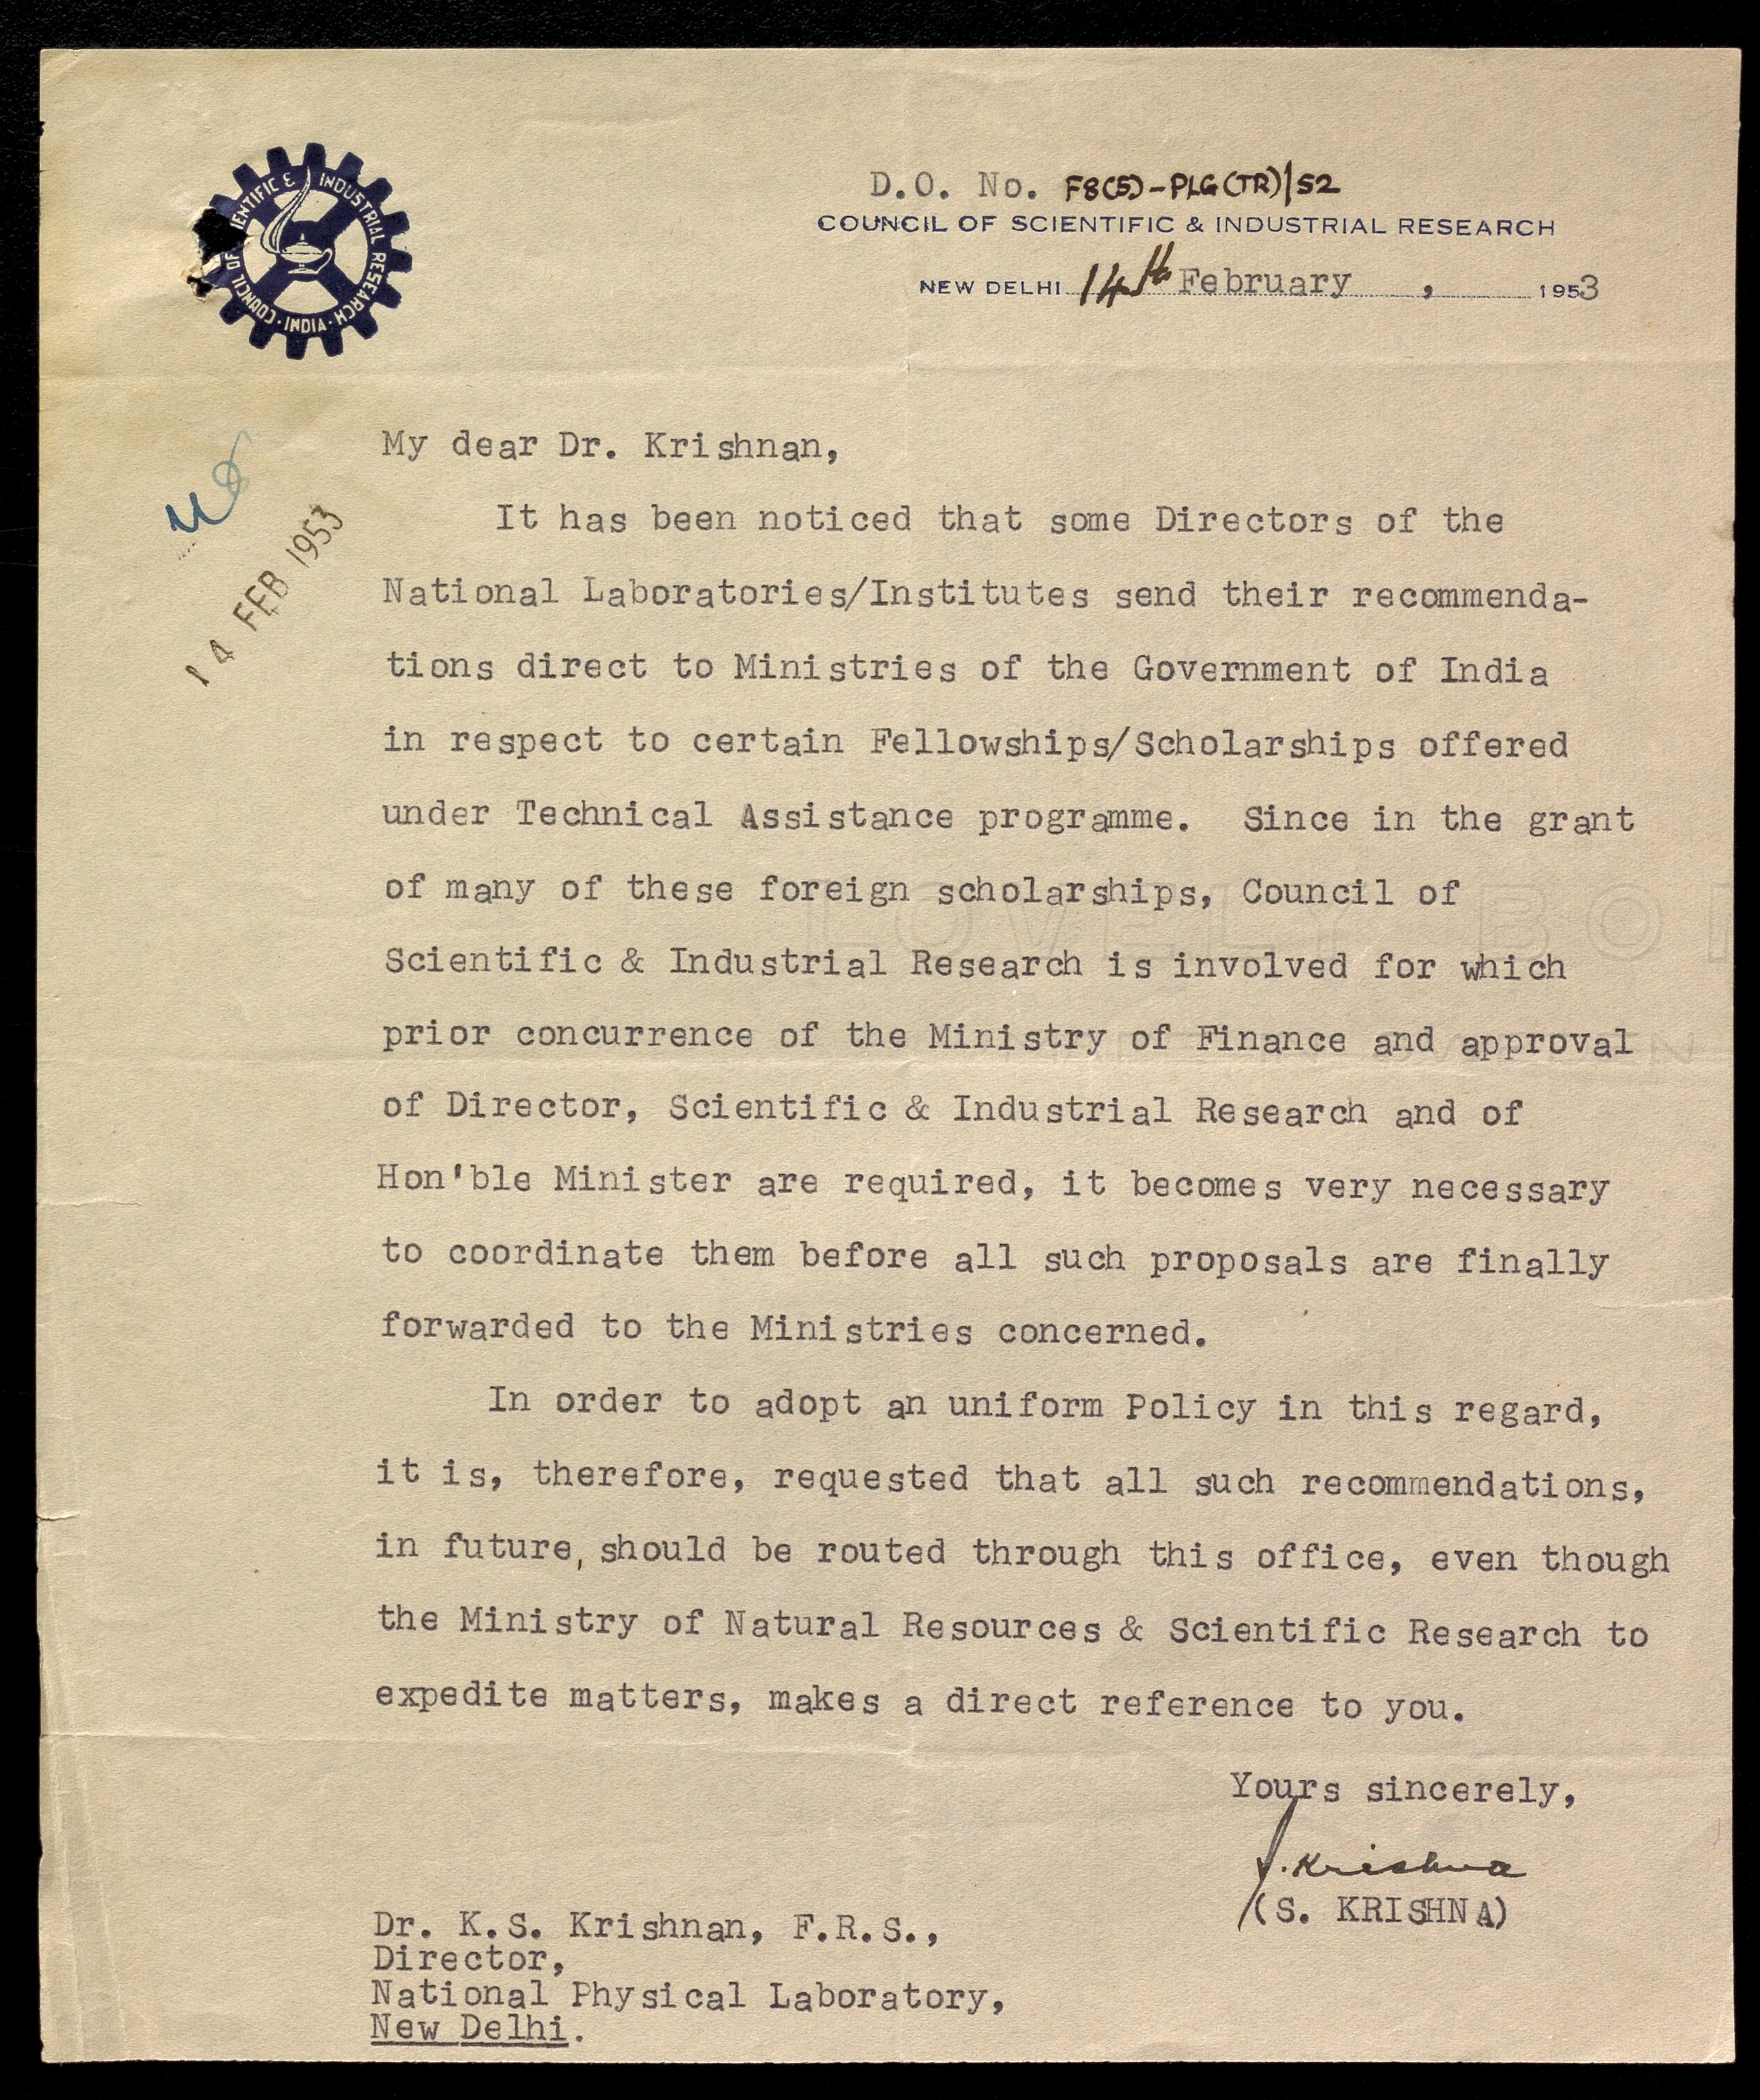 COUNCIL OF SCIENTIFIC & INDUSTRIAL RESEARCH · INDIA ·
D.O. No. F8(5)-PLG(TR)/52
COUNCIL OF SCIENTIFIC & INDUSTRIAL RESEARCH
NEW DELHI 14th February , 1953
14 FEB 1953
My dear Dr. Krishnan,
It has been noticed that some Directors of the
National Laboratories/Institutes send their recommenda-
tions direct to Ministries of the Government of India
in respect to certain Fellowships/Scholarships offered
under Technical Assistance programme. Since in the grant
of many of these foreign scholarships, Council of
Scientific & Industrial Research is involved for which
prior concurrence of the Ministry of Finance and approval
of Director, Scientific & Industrial Research and of
Hon'ble Minister are required, it becomes very necessary
to coordinate them before all such proposals are finally
forwarded to the Ministries concerned.
In order to adopt an uniform Policy in this regard,
it is, therefore, requested that all such recommendations,
in future, should be routed through this office, even though
the Ministry of Natural Resources & Scientific Research to
expedite matters, makes a direct reference to you.
Yours sincerely,
S. Krishna
(S. KRISHNA)
Dr. K.S. Krishnan, F.R.S.,
Director,
National Physical Laboratory,
New Delhi.